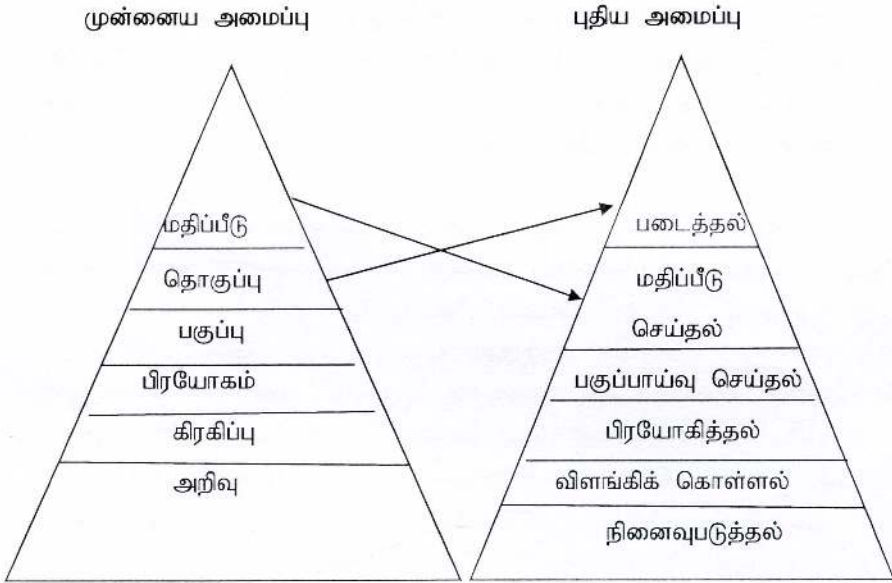 முன்னைய அமைப்பு
மதிப்பீடு
தொகுப்பு
பகுப்பு
பிரயோகம்
கிரகிப்பு
அறிவு
புதிய அமைப்பு
படைத்தல்
மதிப்பீடு
செய்தல்
பகுப்பாய்வு செய்தல்
பிரயோகித்தல்
விளங்கிக் கொள்ளல்
நினைவுபடுத்தல்